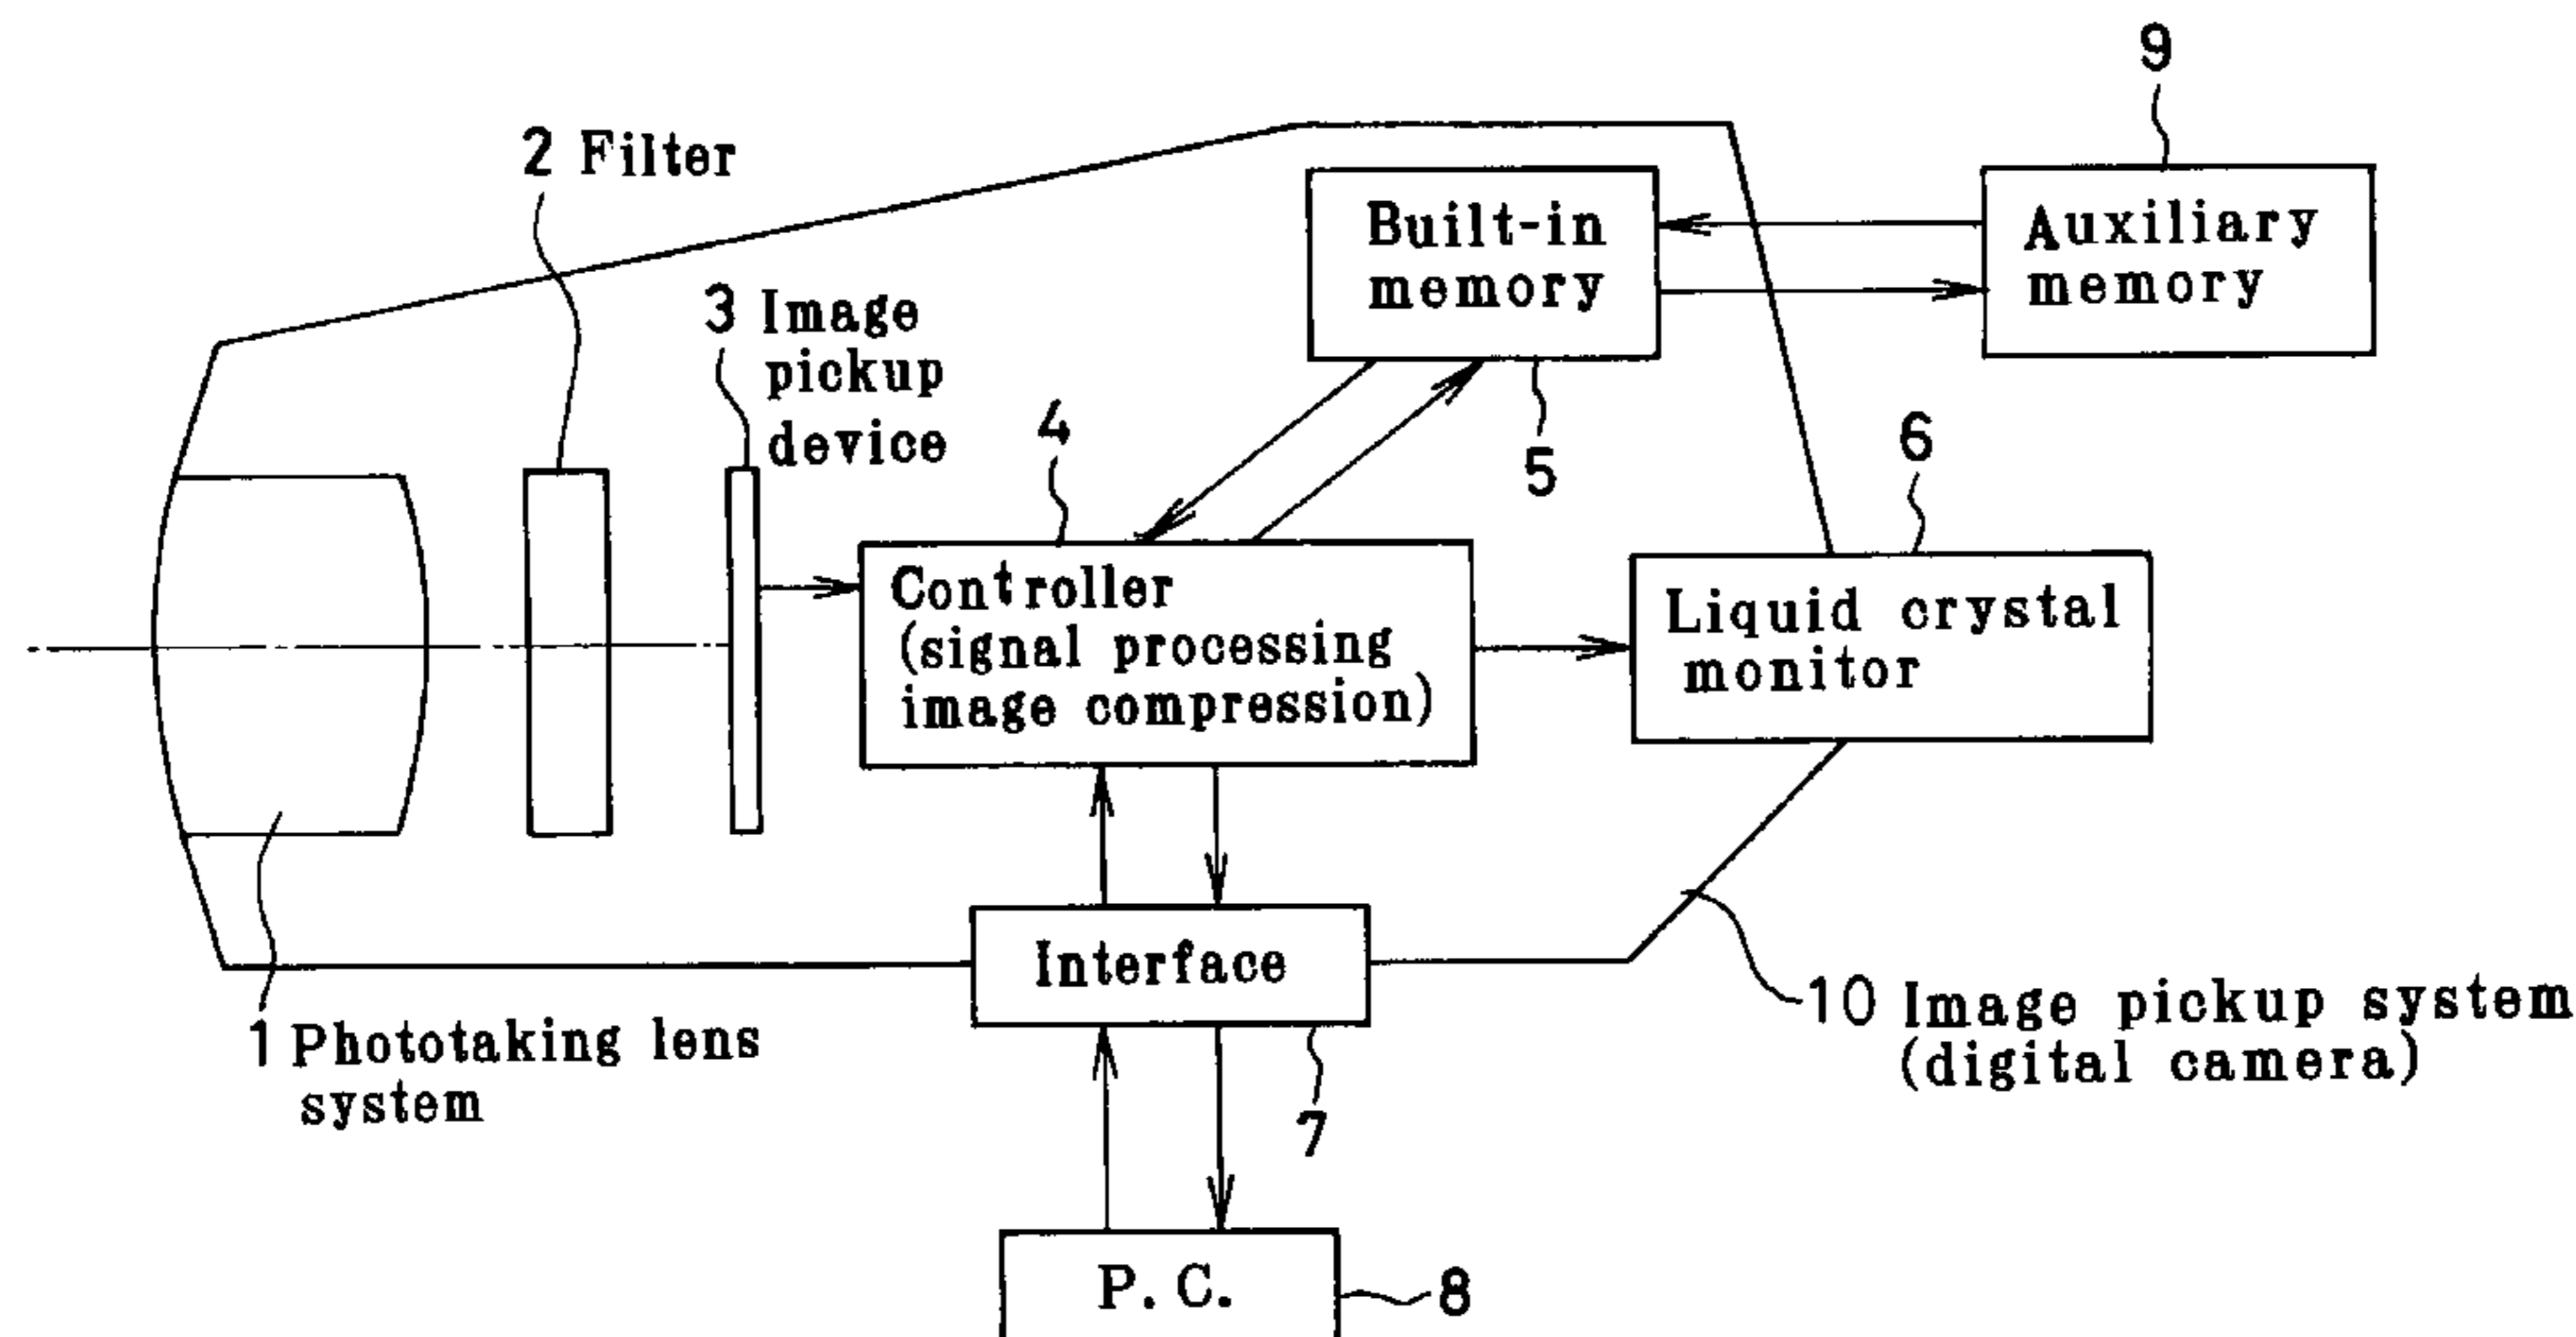 9
2 Filter
Built-in
memory
Auxiliary
memory
3 Image
pickup
device
4
5
6
Controller
(signal processing
image compression)
Liquid crystal
monitor
Interface
10 Image pickup system
(digital camera)
1 Phototaking lens
system
7
P. C.
8